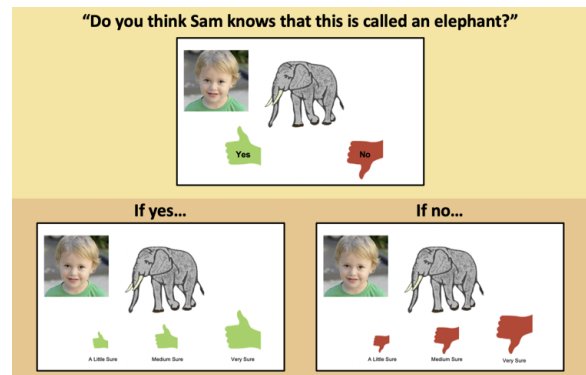 “Do you think Sam knows that this is called an elephant?”
Yes
No
If yes...
If no...
A Little Sure
Medium Sure
Very Sure
A Little Sure
Medium Sure
Very Sure